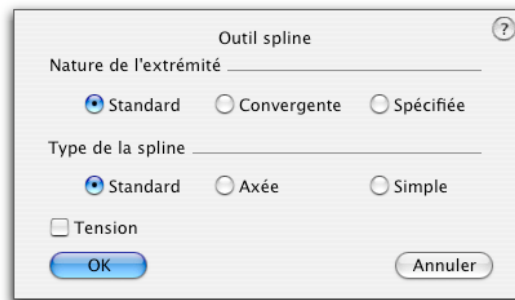 ?
Outil spline
Nature de l'extrémité
Standard Convergente Spécifiée
Type de la spline
Standard Axée Simple
Tension
OK Annuler